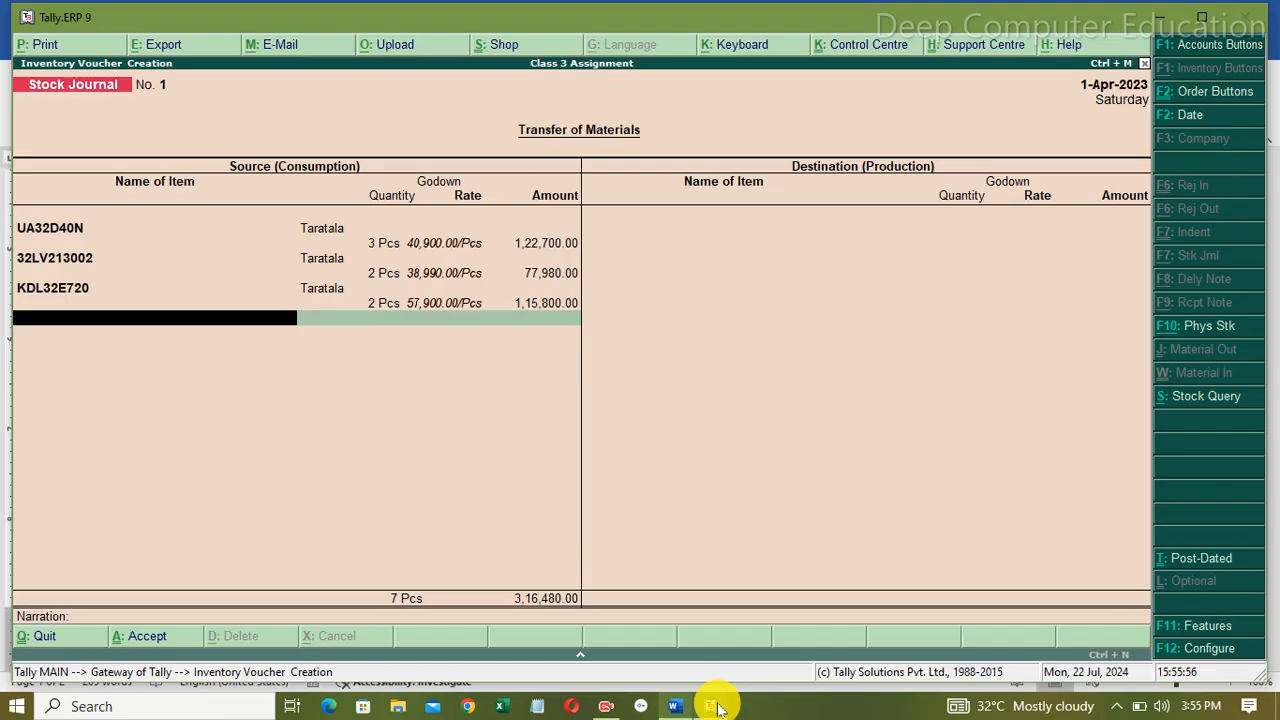 Tally.ERP 9
Deep Computer Education
P: Print E: Export M: E-Mail O: Upload S: Shop G: Language K: Keyboard K: Control Centre H: Support Centre H: Help
F1: Accounts Buttons
Inventory Voucher Creation Class 3 Assignment Ctrl + M
F1: Inventory Buttons
Stock Journal No. 1 1-Apr-2023
F2: Order Buttons
Saturday
F2: Date
Transfer of Materials
F3: Company
Source (Consumption) Destination (Production)
Name of Item Godown Name of Item Godown
F6: Rej In
Quantity Rate Amount Quantity Rate Amount
F6: Rej Out
UA32D40N Taratala
F7: Indent
3 Pcs 40,900.00/Pcs 1,22,700.00
32LV213002 Taratala
F7: Stk Jrnl
2 Pcs 38,990.00/Pcs 77,980.00
F8: Dely Note
KDL32E720 Taratala
2 Pcs 57,900.00/Pcs 1,15,800.00
F9: Rcpt Note
F10: Phys Stk
J: Material Out
W: Material In
S: Stock Query
T: Post-Dated
L: Optional
7 Pcs 3,16,480.00
Narration:
F11: Features
Q: Quit A: Accept D: Delete X: Cancel
F12: Configure
Ctrl + N
Tally MAIN --> Gateway of Tally --> Inventory Voucher Creation (c) Tally Solutions Pvt. Ltd., 1988-2015 Mon, 22 Jul, 2024 15:55:56
English (United States) Accessibility: Investigate
Search 32°C Mostly cloudy 3:55 PM